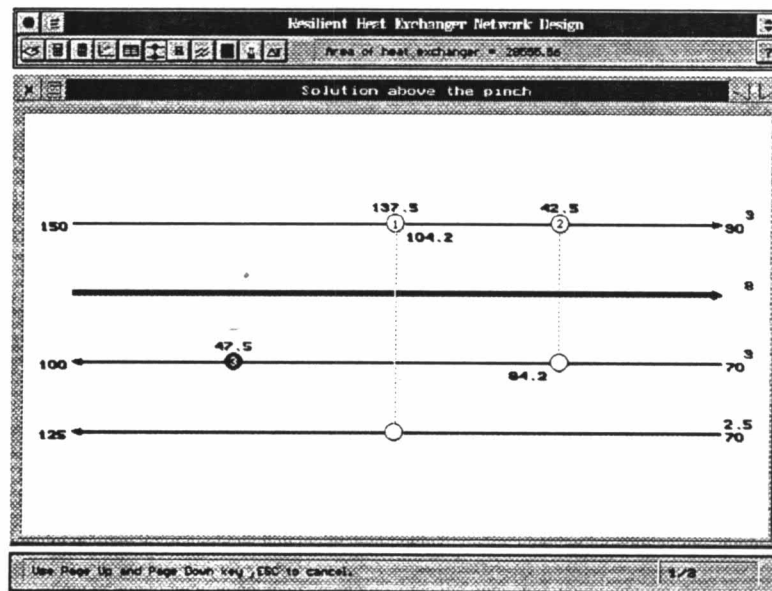 Resilient Heat Exchanger Network Design
Area of heat exchanger = 28555.56
Solution above the pinch
137.5 42.5 3
150 1 2 90
104.2
8
47.5 3
100 3 70
84.2
2.5
125 70
Use Page Up and Page Down key ,ESC to cancel.
1/2